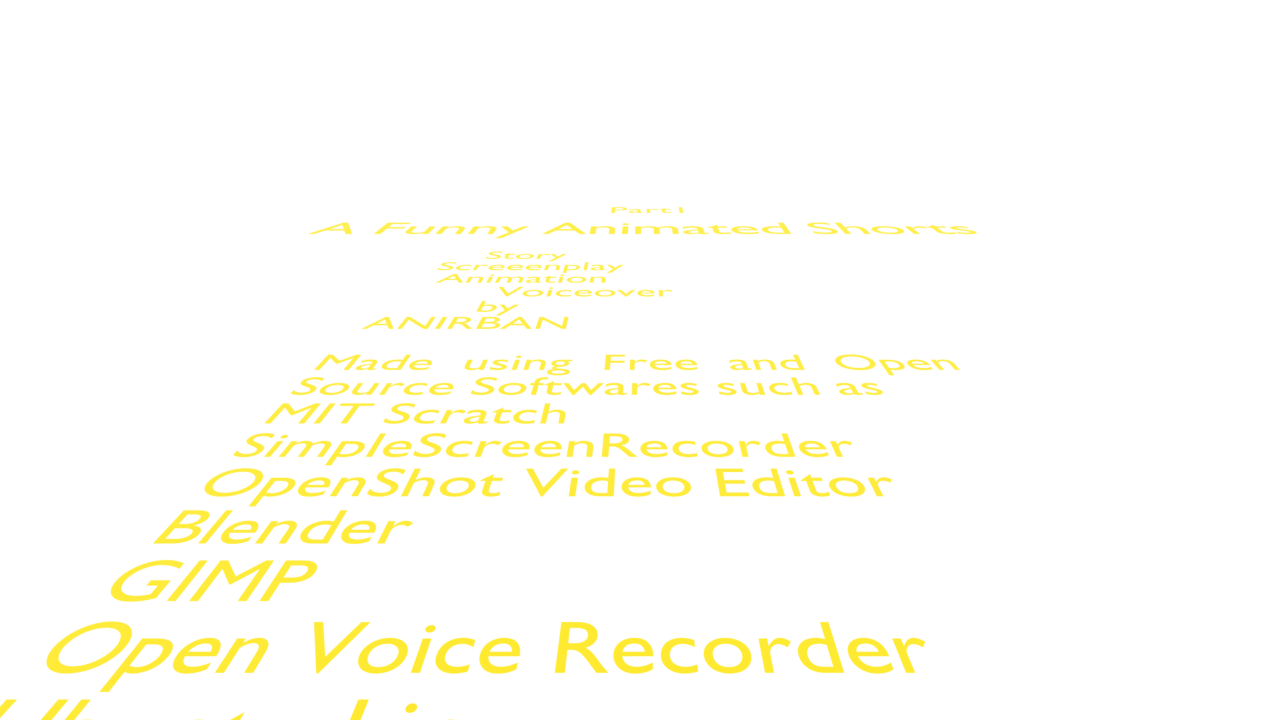 Part1
A Funny Animated Shorts
Story
Screeenplay
Animation
Voiceover
by
ANIRBAN
Made using Free and Open
Source Softwares such as
MIT Scratch
SimpleScreenRecorder
OpenShot Video Editor
Blender
GIMP
Open Voice Recorder